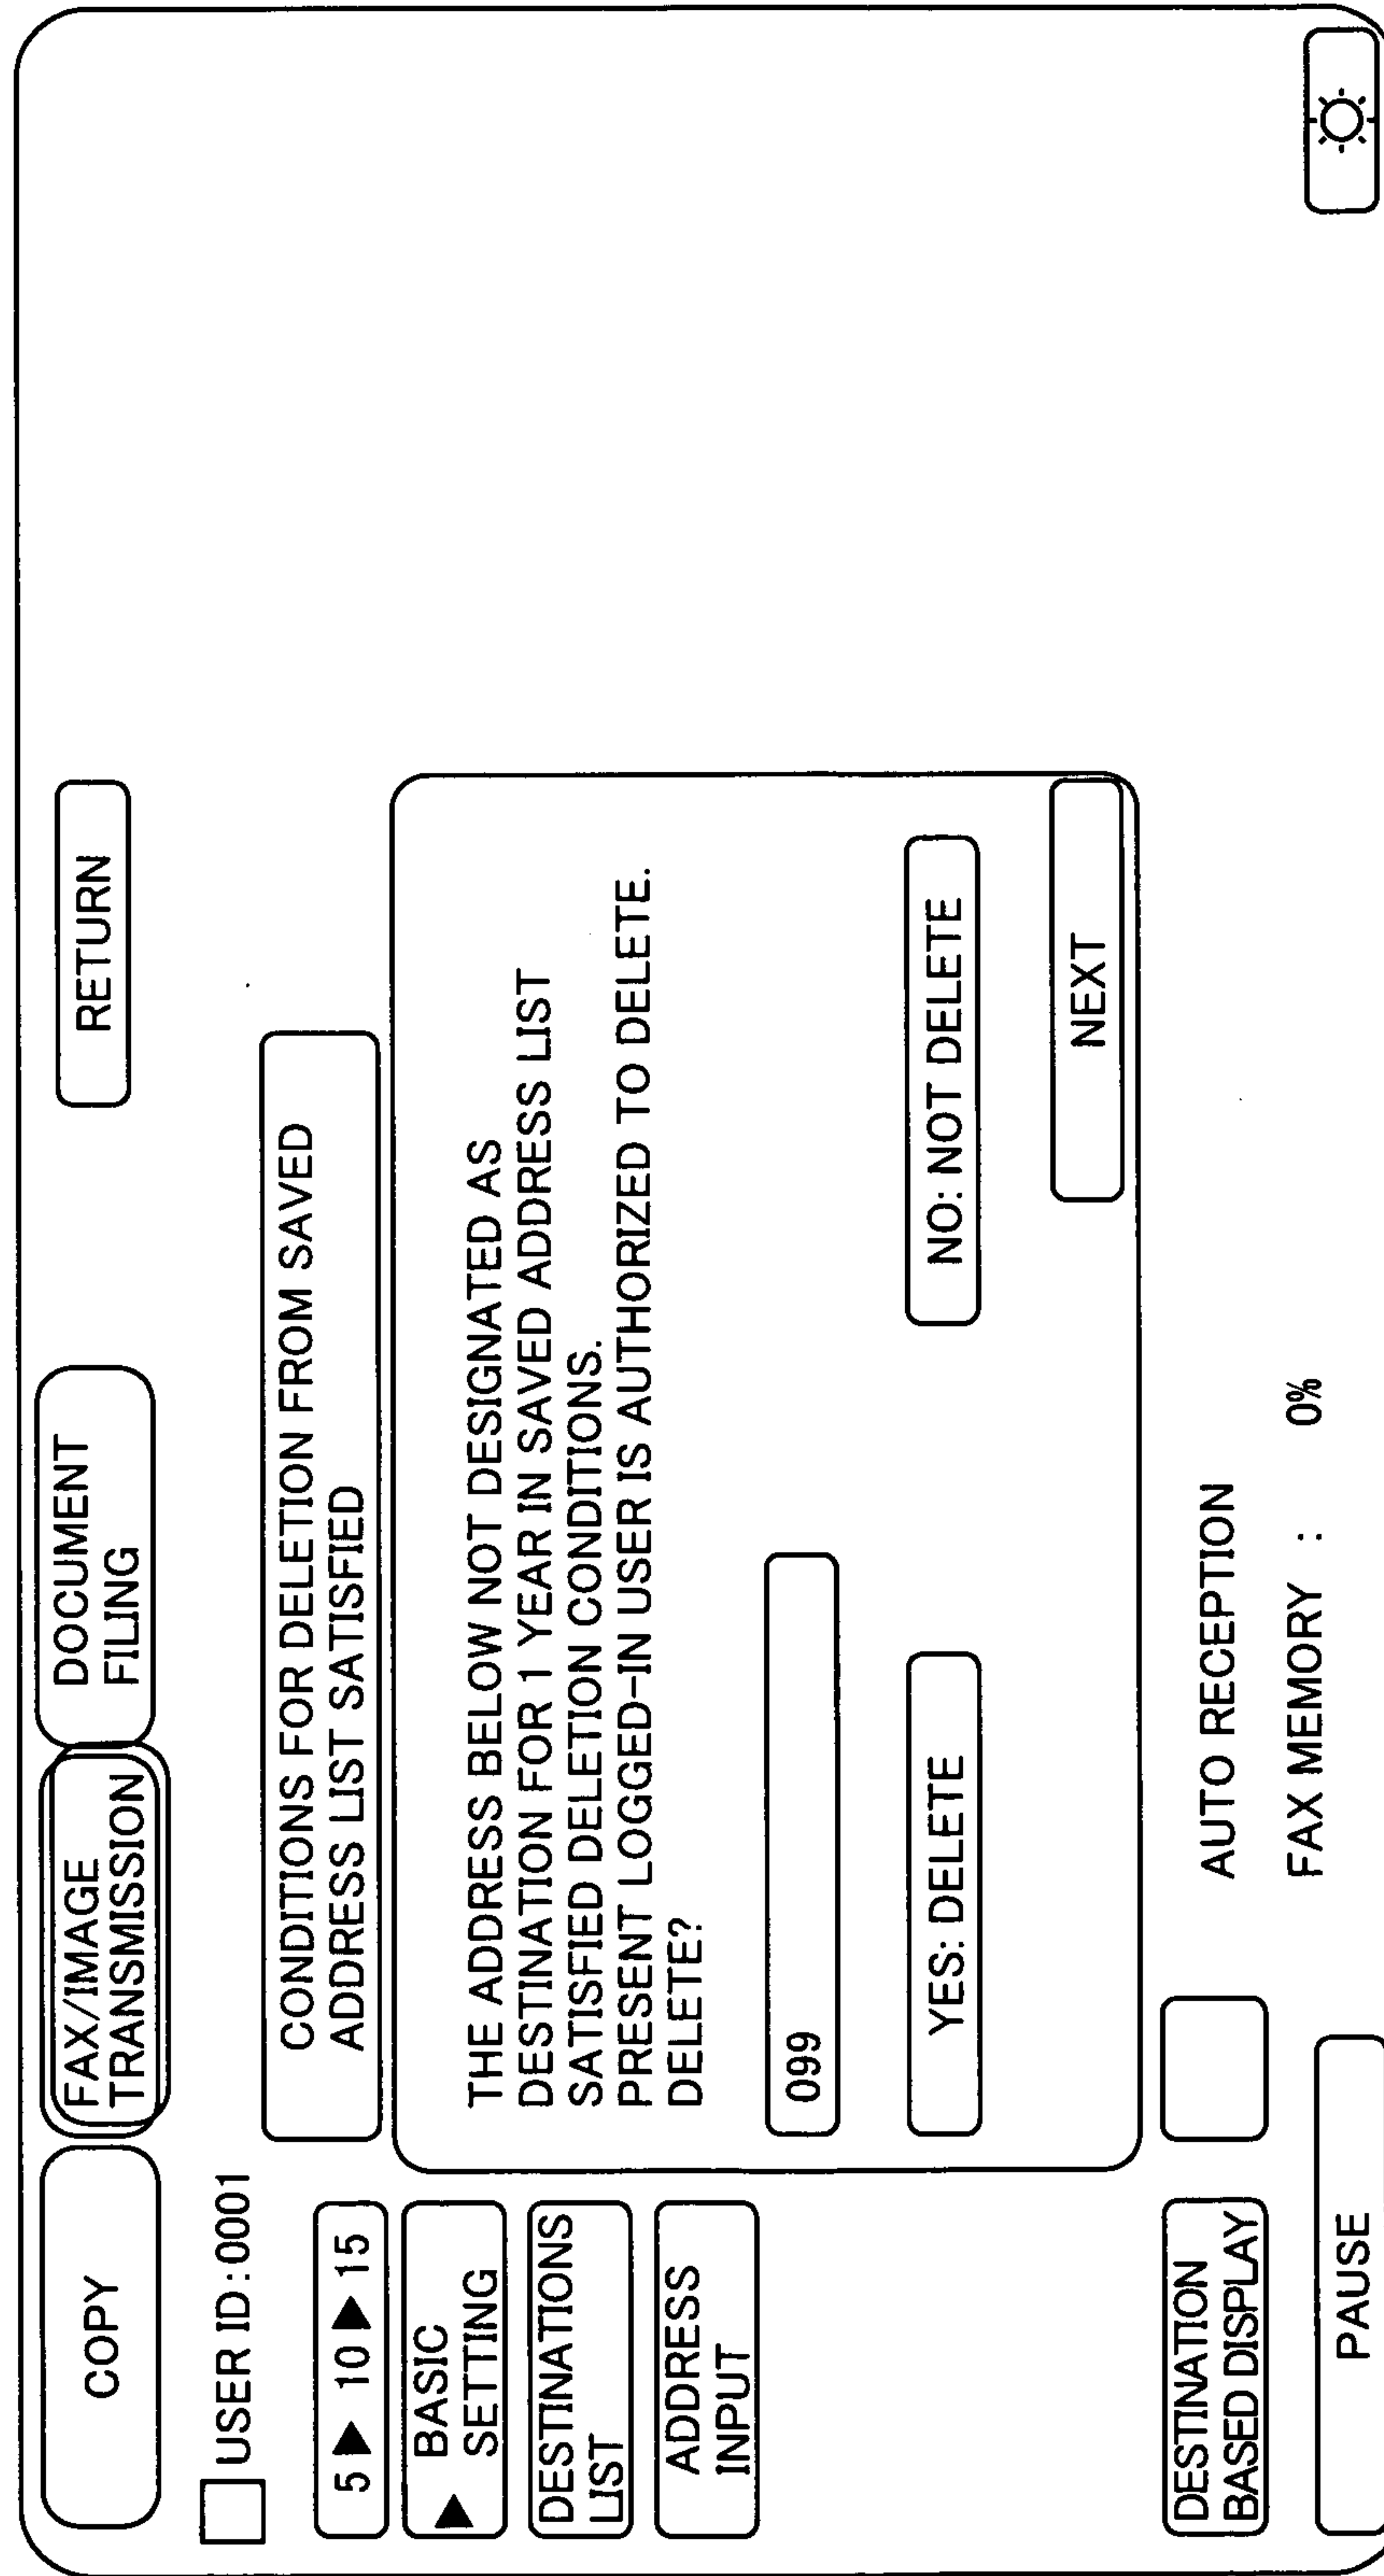 COPY
FAX/IMAGE
TRANSMISSION
DOCUMENT
FILING
RETURN
USER ID:0001
CONDITIONS FOR DELETION FROM SAVED
ADDRESS LIST SATISFIED
5 ▶ 10 ▶ 15
▶ BASIC
SETTING
DESTINATIONS
LIST
ADDRESS
INPUT
THE ADDRESS BELOW NOT DESIGNATED AS
DESTINATION FOR 1 YEAR IN SAVED ADDRESS LIST
SATISFIED DELETION CONDITIONS.
PRESENT LOGGED-IN USER IS AUTHORIZED TO DELETE.
DELETE?
099
YES: DELETE
NO: NOT DELETE
NEXT
DESTINATION
BASED DISPLAY
AUTO RECEPTION
FAX MEMORY : 0%
PAUSE